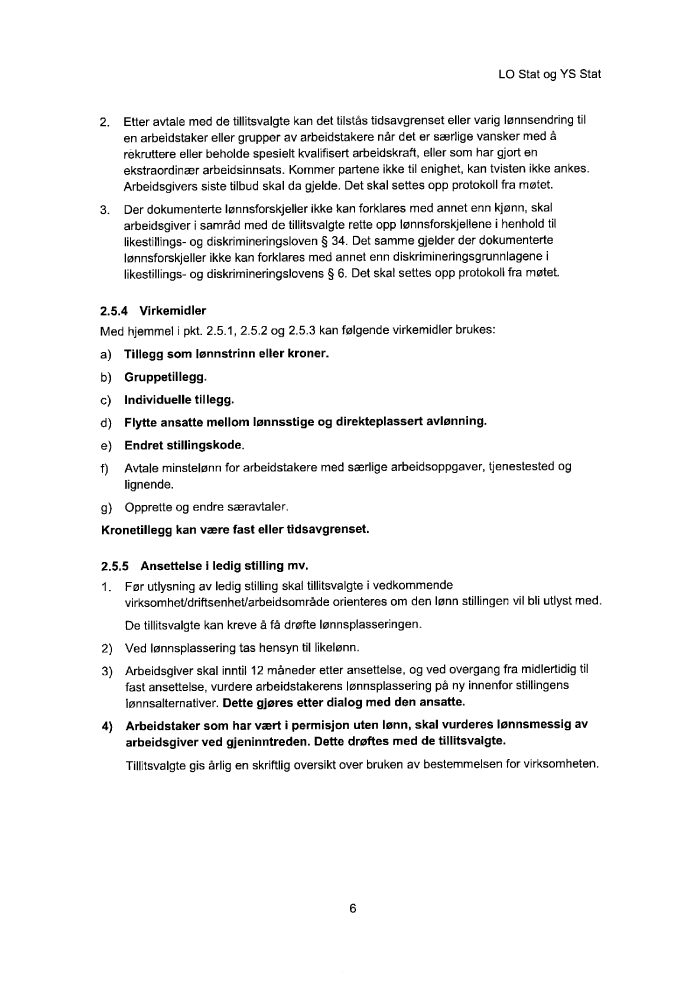 LO Stat og YS Stat
2. Etter avtale med de tillitsvalgte kan det tilstås tidsavgrenset eller varig lønnsendring til
en arbeidstaker eller grupper av arbeidstakere når det er særlige vansker med å
rekruttere eller beholde spesielt kvalifisert arbeidskraft, eller som har gjort en
ekstraordinær arbeidsinnsats. Kommer partene ikke til enighet, kan tvisten ikke ankes.
Arbeidsgivers siste tilbud skal da gjelde. Det skal settes opp protokoll fra møtet.
3. Der dokumenterte lønnsforskjeller ikke kan forklares med annet enn kjønn, skal
arbeidsgiver i samråd med de tillitsvalgte rette opp lønnsforskjellene i henhold til
likestillings- og diskrimineringsloven § 34. Det samme gjelder der dokumenterte
lønnsforskjeller ikke kan forklares med annet enn diskrimineringsgrunnlagene i
likestillings- og diskrimineringslovens § 6. Det skal settes opp protokoll fra møtet.
2.5.4 Virkemidler
Med hjemmel i pkt. 2.5.1, 2.5.2 og 2.5.3 kan følgende virkemidler brukes:
a) Tillegg som lønnstrinn eller kroner.
b) Gruppetillegg.
c) Individuelle tillegg.
d) Flytte ansatte mellom lønnsstige og direkteplassert avlønning.
e) Endret stillingskode.
f) Avtale minstelønn for arbeidstakere med særlige arbeidsoppgaver, tjenestested og
lignende.
g) Opprette og endre særavtaler.
Kronetillegg kan være fast eller tidsavgrenset.
2.5.5 Ansettelse i ledig stilling mv.
1. Før utlysning av ledig stilling skal tillitsvalgte i vedkommende
virksomhet/driftsenhet/arbeidsområde orienteres om den lønn stillingen vil bli utlyst med.
De tillitsvalgte kan kreve å få drøfte lønnsplasseringen.
2) Ved lønnsplassering tas hensyn til likelønn.
3) Arbeidsgiver skal inntil 12 måneder etter ansettelse, og ved overgang fra midlertidig til
fast ansettelse, vurdere arbeidstakerens lønnsplassering på ny innenfor stillingens
lønnsalternativer. Dette gjøres etter dialog med den ansatte.
4) Arbeidstaker som har vært i permisjon uten lønn, skal vurderes lønnsmessig av
arbeidsgiver ved gjeninntreden. Dette drøftes med de tillitsvalgte.
Tillitsvalgte gis årlig en skriftlig oversikt over bruken av bestemmelsen for virksomheten.
6